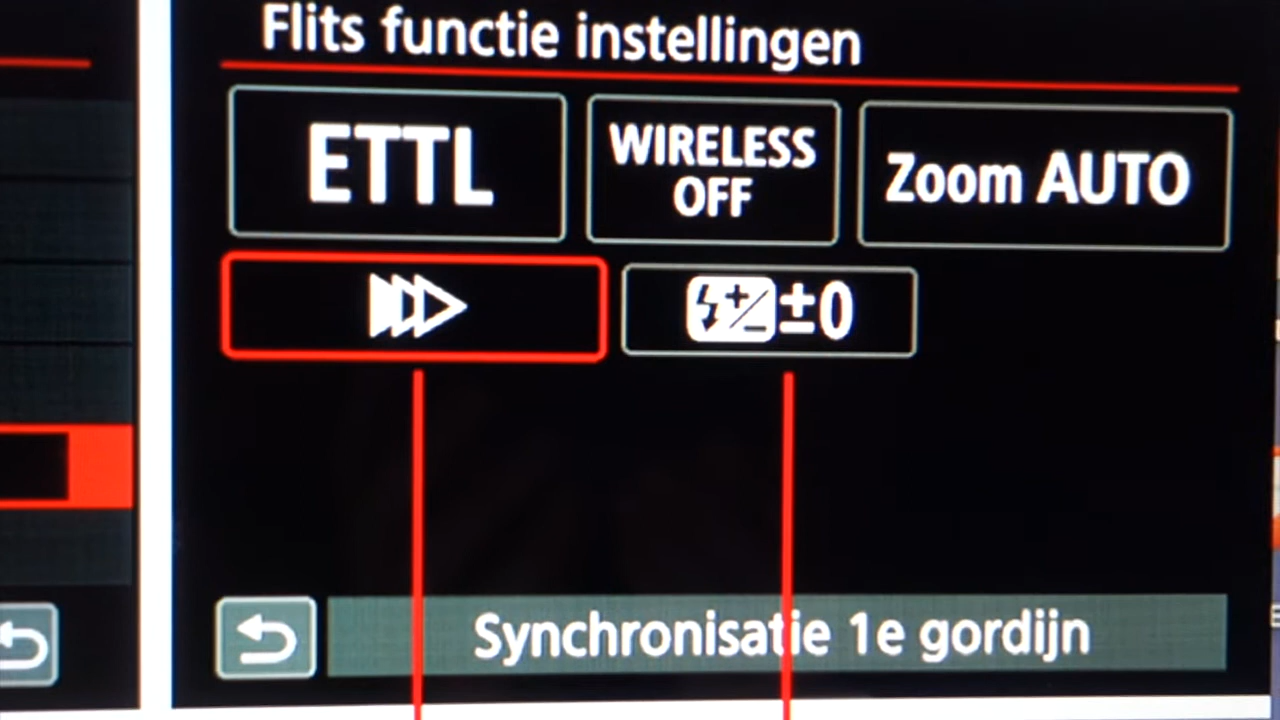 Flits functie instellingen
ETTL
WIRELESS
OFF
Zoom AUTO
±0
Synchronisatie 1e gordijn